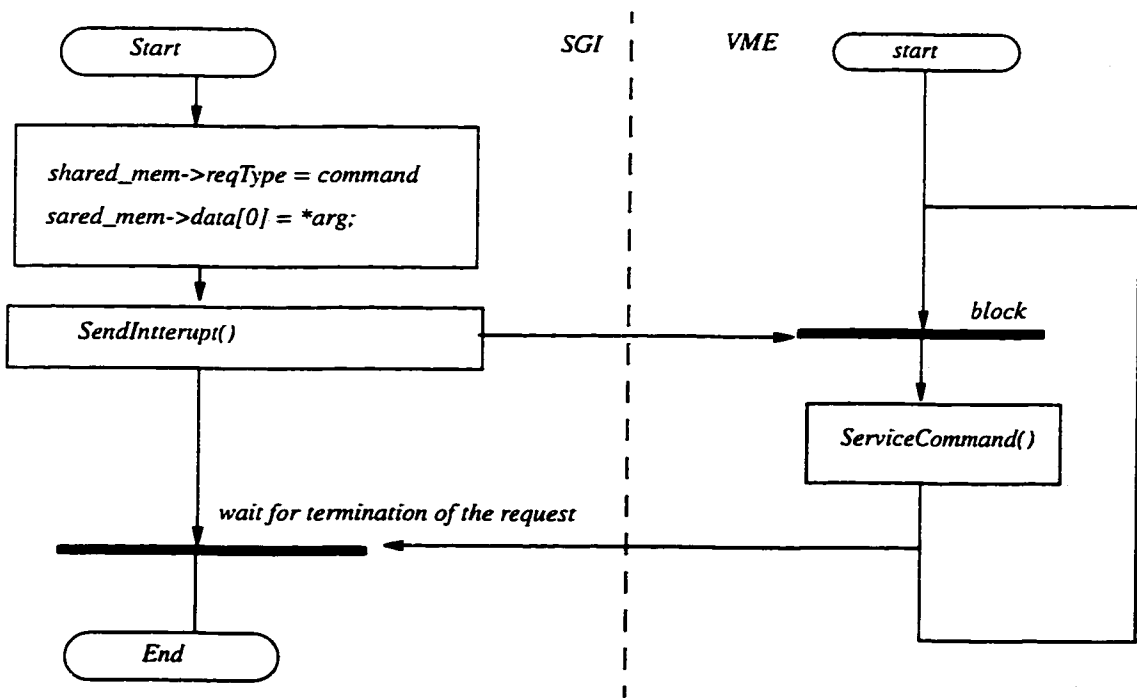 Start
SGI
VME
start
shared_mem->reqType = command
sared_mem->data[0] = *arg;
SendIntterupt()
block
ServiceCommand()
wait for termination of the request
End